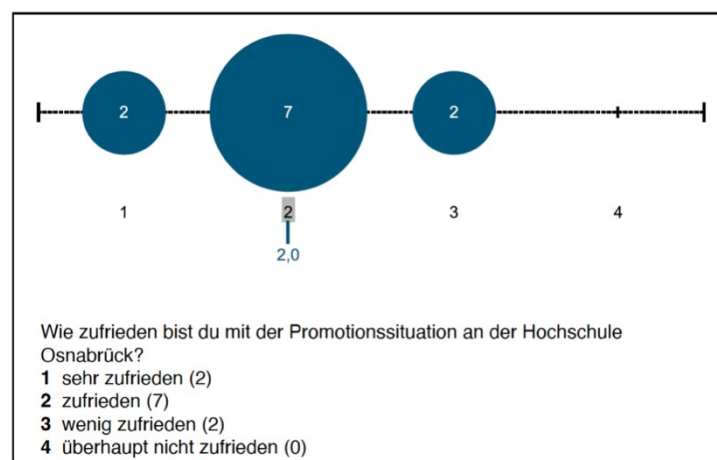 2 7 2
1 2 3 4
2,0
Wie zufrieden bist du mit der Promotionssituation an der Hochschule
Osnabrück?
1 sehr zufrieden (2)
2 zufrieden (7)
3 wenig zufrieden (2)
4 überhaupt nicht zufrieden (0)